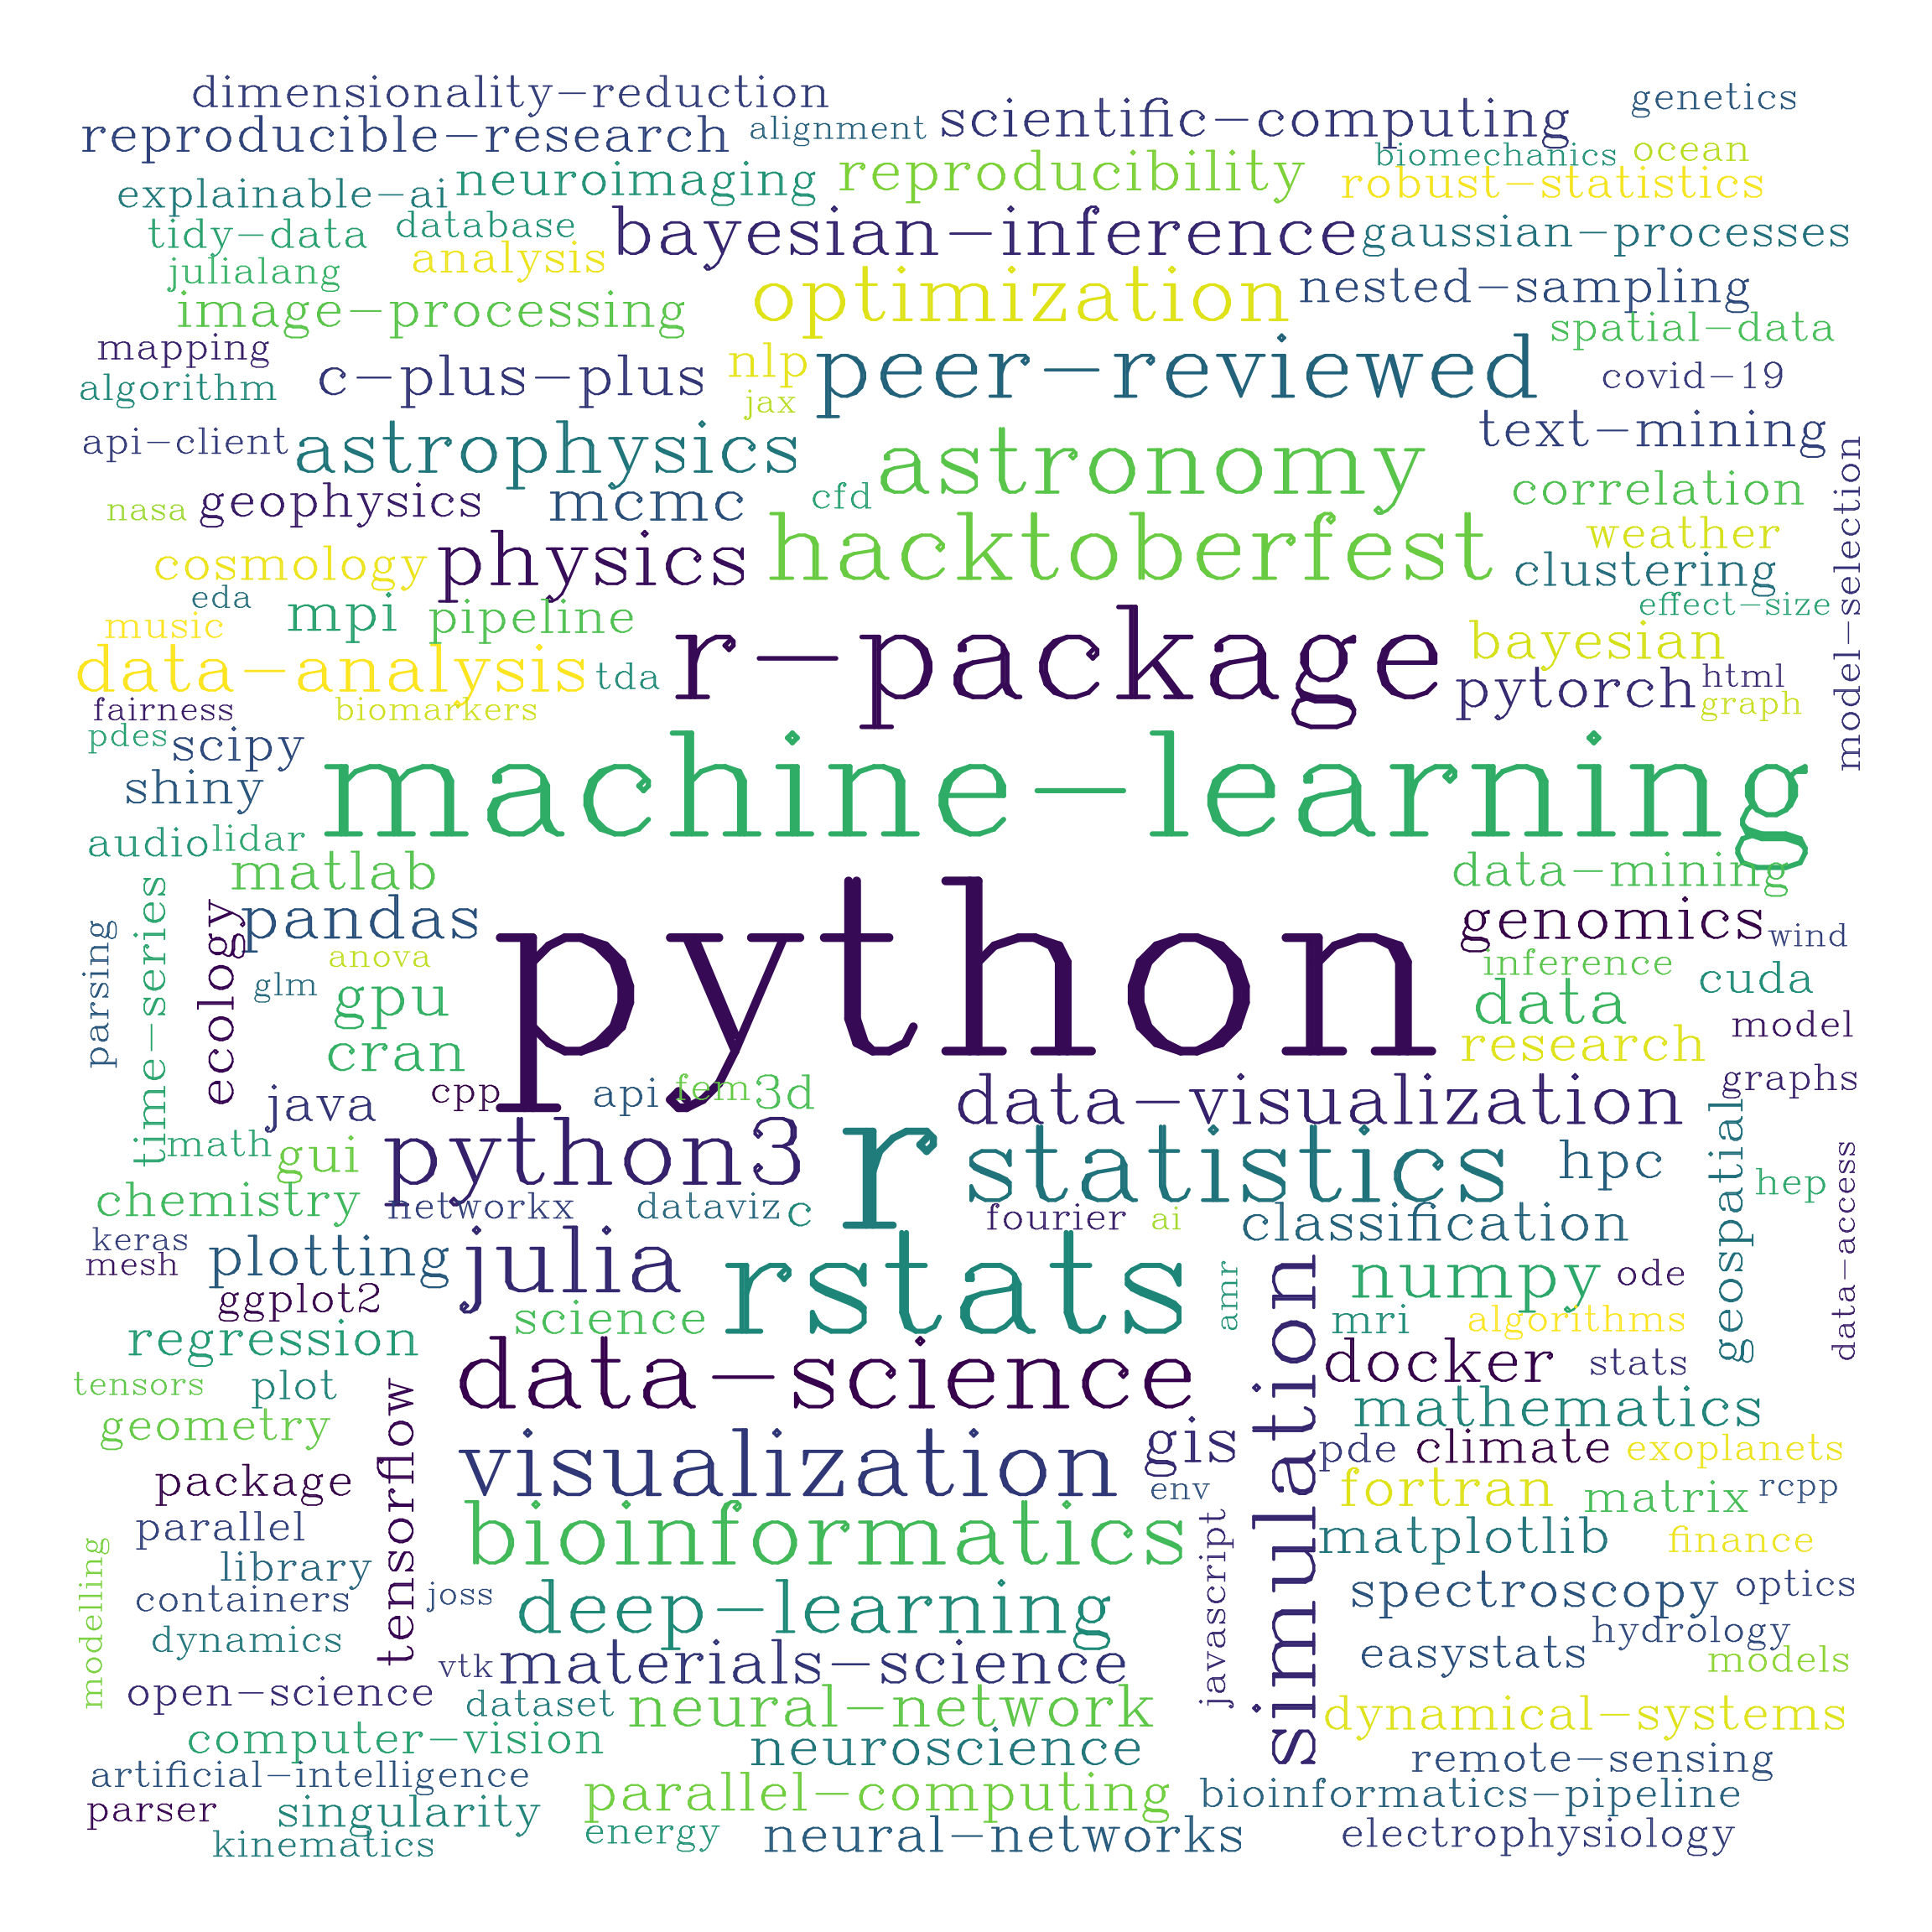 dimensionality-reduction
scientific-computing
genetics
reproducible-research
alignment
biomechanics
ocean
explainable-ai
neuroimaging
reproducibility
robust-statistics
tidy-data
database
bayesian-inference
gaussian-processes
julialang
analysis
image-processing
optimization
nested-sampling
mapping
spatial-data
algorithm
c-plus-plus
nlp
peer-reviewed
covid-19
jax
api-client
astrophysics
astronomy
text-mining
model-selection
nasa
geophysics
mcmc
cfd
correlation
cosmology
physics
hacktoberfest
weather
clustering
eda
mpi
pipeline
effect-size
music
r-package
bayesian
data-analysis
tda
pytorch
html
fairness
biomarkers
graph
pdes
scipy
shiny
machine-learning
audio
lidar
matlab
data-mining
parsing
time-series
ecology
pandas
python
genomics
wind
anova
inference
glm
gpu
data
cuda
cran
research
model
java
cpp
api
fem
3d
data-visualization
graphs
math
gui
python3
r
statistics
hpc
geospatial
chemistry
networkx
dataviz
c
fourier
ai
classification
hep
data-access
keras
mesh
plotting
julia
rstats
amr
simulation
numpy
ode
ggplot2
science
mri
algorithms
regression
data-science
docker
stats
tensors
plot
tensorflow
mathematics
geometry
visualization
gis
pde
climate
exoplanets
package
env
fortran
matrix
rcpp
parallel
bioinformatics
javascript
matplotlib
finance
modelling
library
containers
joss
deep-learning
spectroscopy
optics
dynamics
hydrology
vtk
materials-science
easystats
models
open-science
dataset
neural-network
dynamical-systems
computer-vision
neuroscience
remote-sensing
artificial-intelligence
parallel-computing
bioinformatics-pipeline
parser
singularity
kinematics
energy
neural-networks
electrophysiology